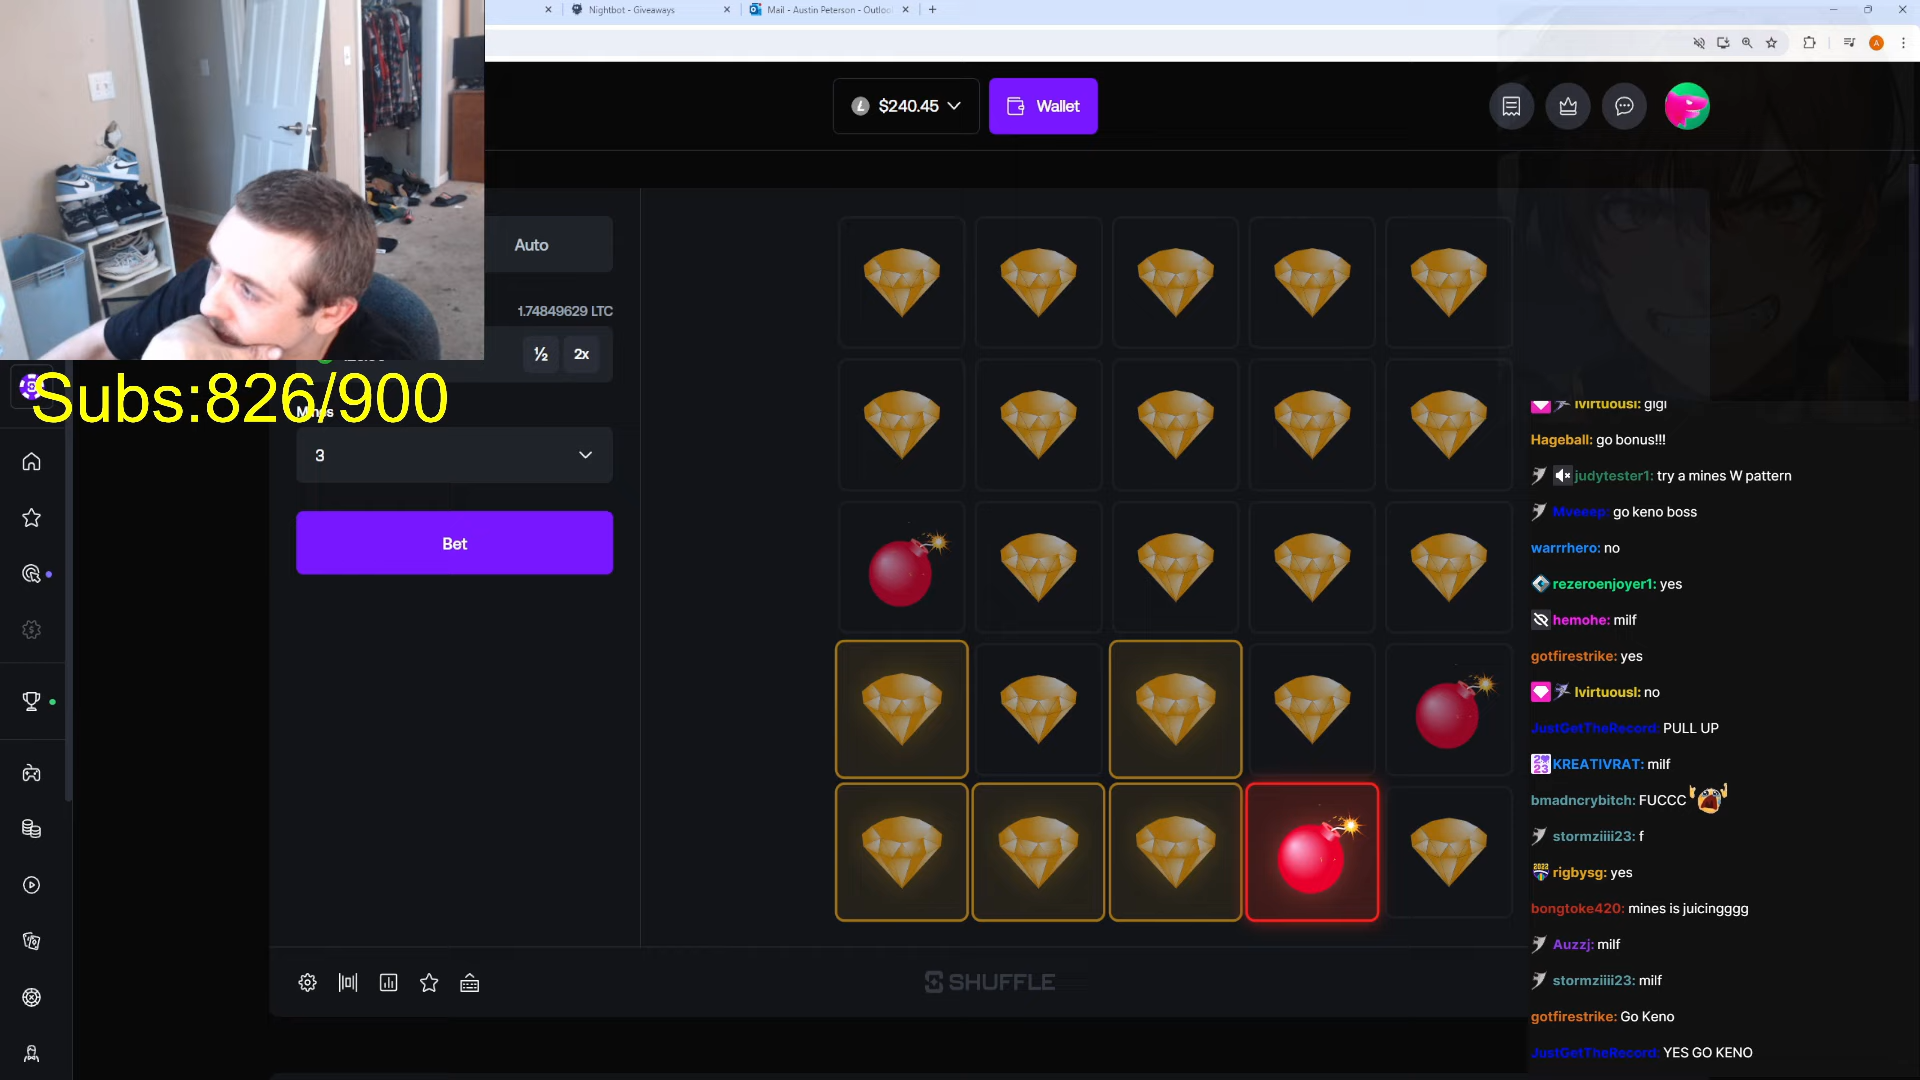 Nightbot - Giveaways
Mail - Austin Peterson - Outloo
$240.45
Wallet
A
Auto
1.74849629 LTC
½
2x
Subs:826/900
Mines
3
Bet
SHUFFLE
lvirtuousl: gigi
Hageball: go bonus!!!
judytester1: try a mines W pattern
Mveeep: go keno boss
warrrhero: no
rezeroenjoyer1: yes
hemohe: milf
gotfirestrike: yes
lvirtuousl: no
JustGetTheRecord: PULL UP
KREATIVRAT: milf
bmadncrybitch: FUCCC
stormziiii23: f
rigbysg: yes
bongtoke420: mines is juicingggg
Auzzj: milf
stormziiii23: milf
gotfirestrike: Go Keno
JustGetTheRecord: YES GO KENO